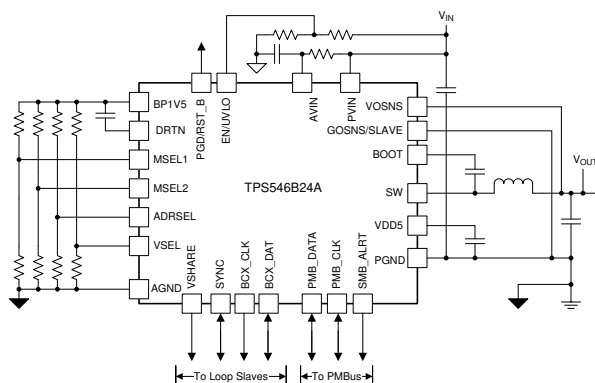 VIN
PGD/RST_B
EN/UVLO
AVIN
PVIN
BP1V5
DRTN
MSEL1
MSEL2
ADRSEL
VSEL
AGND
TPS546B24A
VOSNS
GOSNS/SLAVE
BOOT
SW
VDD5
PGND
VOUT
VSHARE
SYNC
BCX_CLK
BCX_DAT
PMB_DATA
PMB_CLK
SMB_ALRT
To Loop Slaves
To PMBus